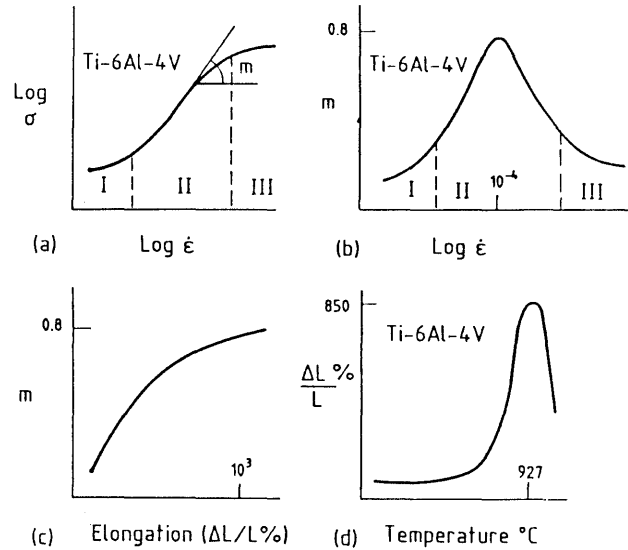 Ti-6Al-4V
Log
σ
m
I
II
III
(a)
Log ε̇
0.8
Ti-6Al-4V
m
I
II
10⁻⁴
III
(b)
Log ε̇
0.8
m
10³
(c)
Elongation (ΔL/L%)
850
Ti-6Al-4V
ΔL %
L
927
(d)
Temperature °C